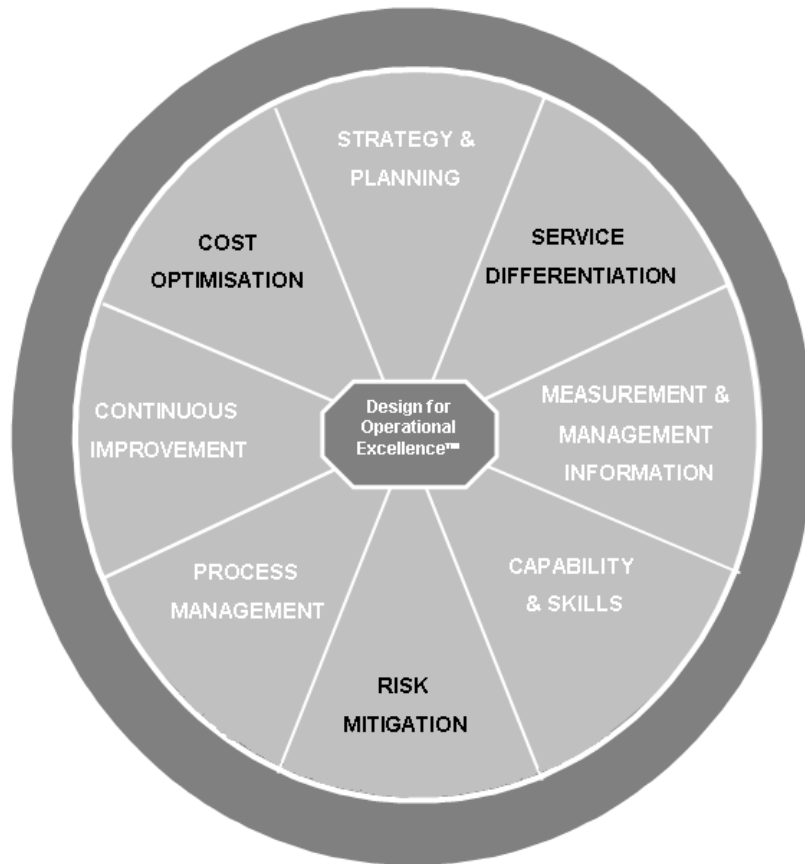 STRATEGY &
PLANNING
SERVICE
DIFFERENTIATION
MEASUREMENT &
MANAGEMENT
INFORMATION
CAPABILITY
& SKILLS
RISK
MITIGATION
PROCESS
MANAGEMENT
CONTINUOUS
IMPROVEMENT
COST
OPTIMISATION
Design for
Operational
Excellence™